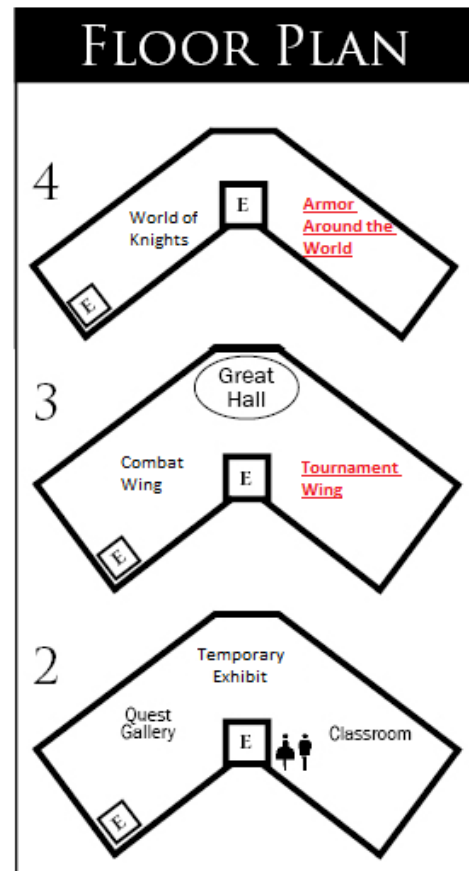 FLOOR PLAN
4
E
World of
Knights
Armor
Around the
World
E
3
Great
Hall
Combat
Wing
E
Tournament
Wing
E
2
Temporary
Exhibit
Quest
Gallery
E
Classroom
E